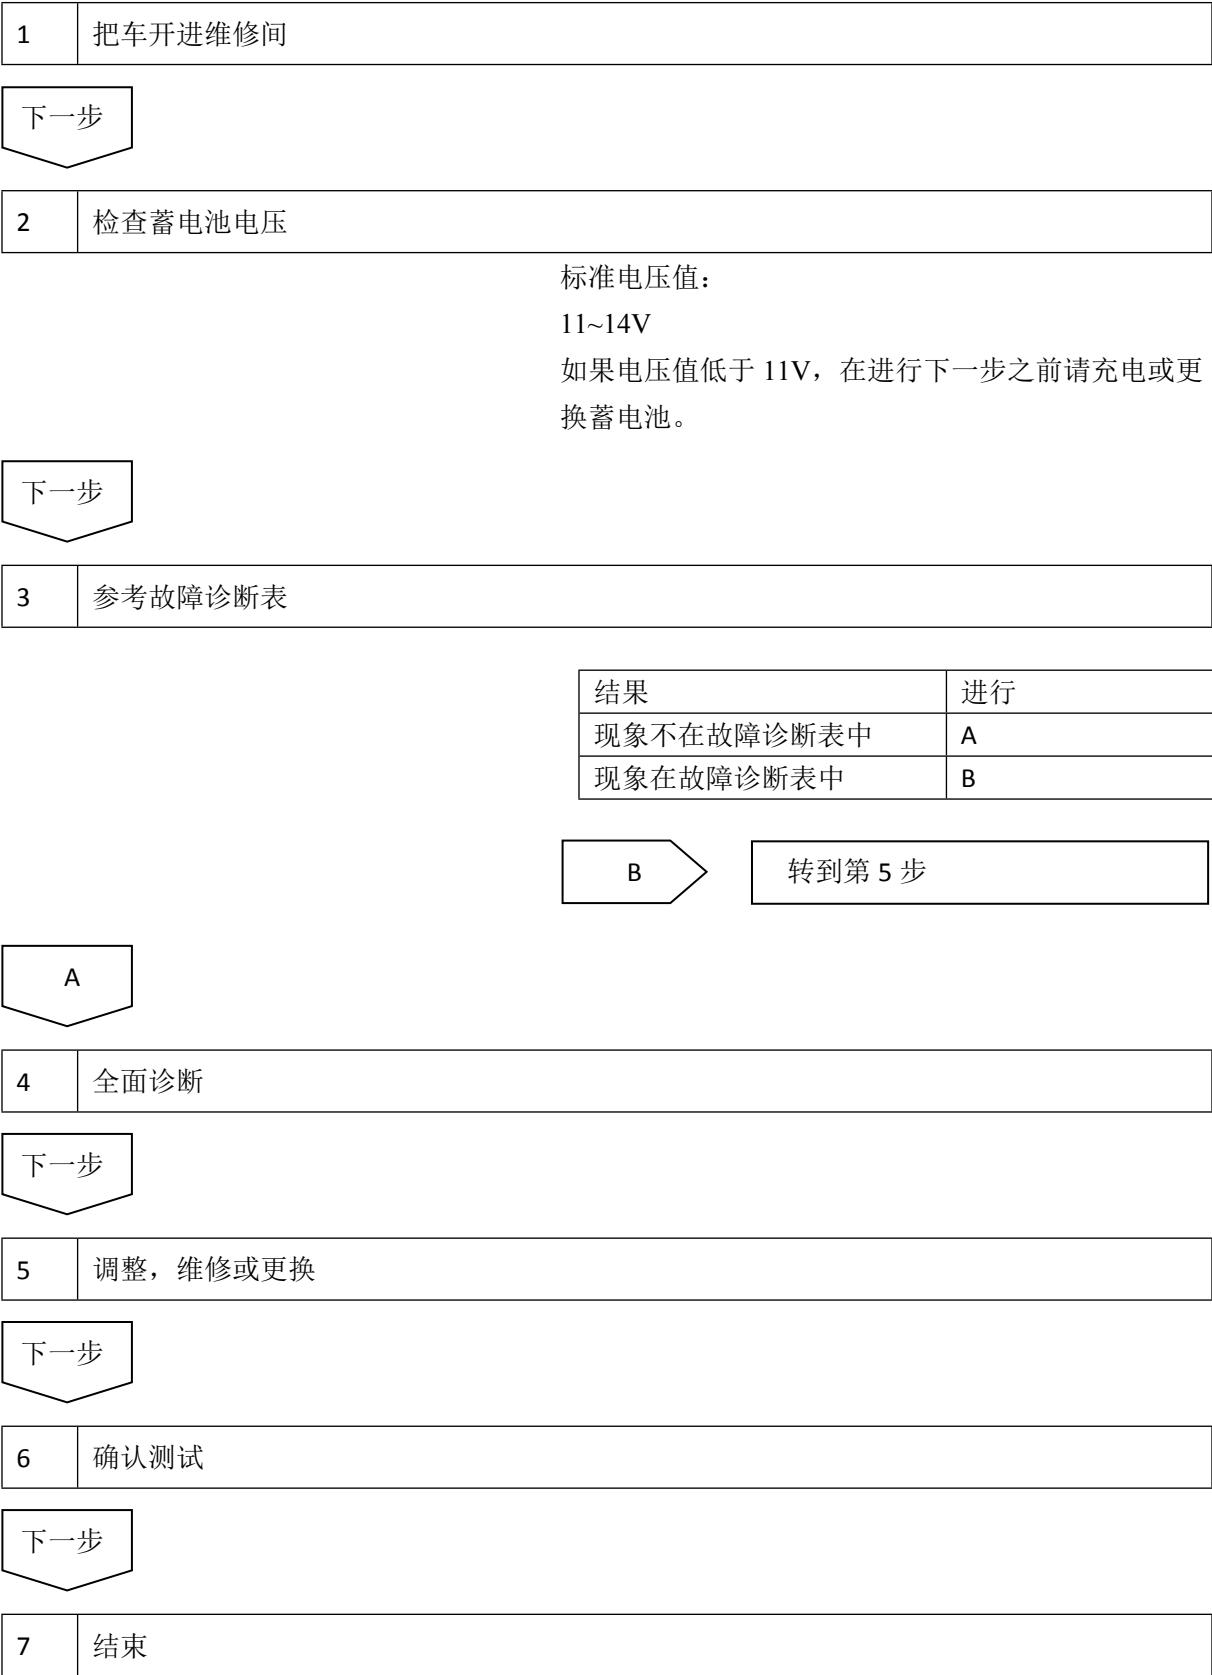 1 把车开进维修间
下一步
2 检查蓄电池电压
标准电压值：
11~14V
如果电压值低于 11V，在进行下一步之前请充电或更
换蓄电池。
下一步
3 参考故障诊断表
结果 进行
现象不在故障诊断表中 A
现象在故障诊断表中 B
B 转到第 5 步
A
4 全面诊断
下一步
5 调整，维修或更换
下一步
6 确认测试
下一步
7 结束